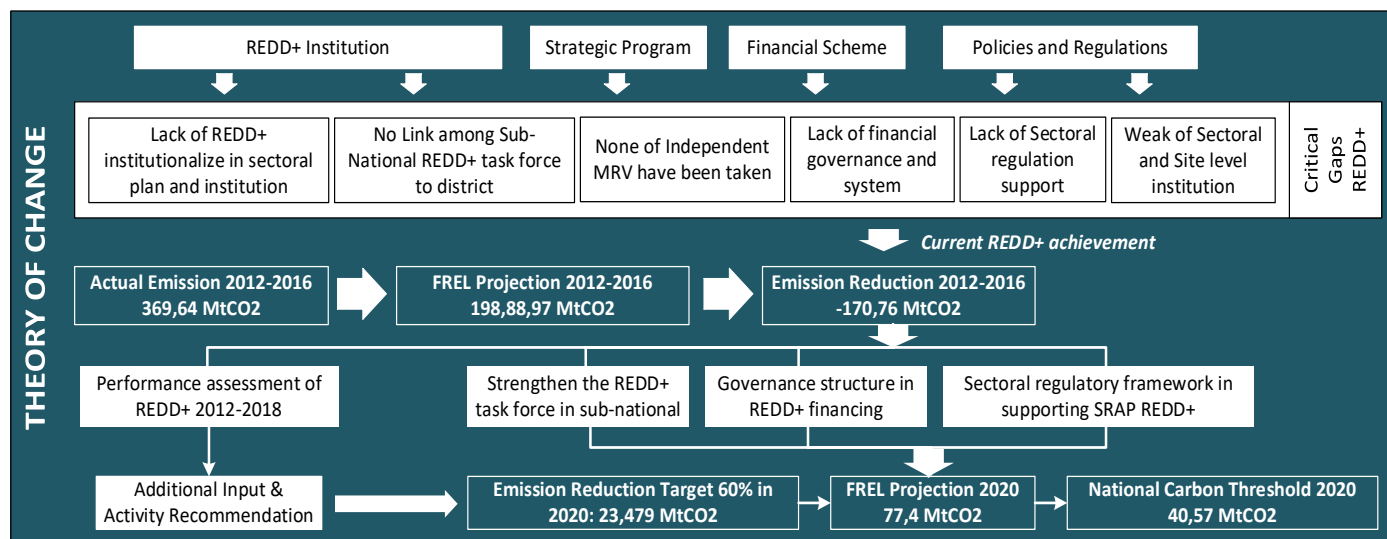 THEORY OF CHANGE
REDD+ Institution
Strategic Program
Financial Scheme
Policies and Regulations
Lack of REDD+
institutionalize in sectoral
plan and institution
No Link among Sub-
National REDD+ task force
to district
None of Independent
MRV have been taken
Lack of financial
governance and
system
Lack of Sectoral
regulation
support
Weak of Sectoral
and Site level
institution
Critical
Gaps
REDD+
Current REDD+ achievement
Actual Emission 2012-2016
369,64 MtCO2
FREL Projection 2012-2016
198,88,97 MtCO2
Emission Reduction 2012-2016
-170,76 MtCO2
Performance assessment of
REDD+ 2012-2018
Strengthen the REDD+
task force in sub-national
Governance structure in
REDD+ financing
Sectoral regulatory framework in
supporting SRAP REDD+
Additional Input &
Activity Recommendation
Emission Reduction Target 60% in
2020: 23,479 MtCO2
FREL Projection 2020
77,4 MtCO2
National Carbon Threshold 2020
40,57 MtCO2